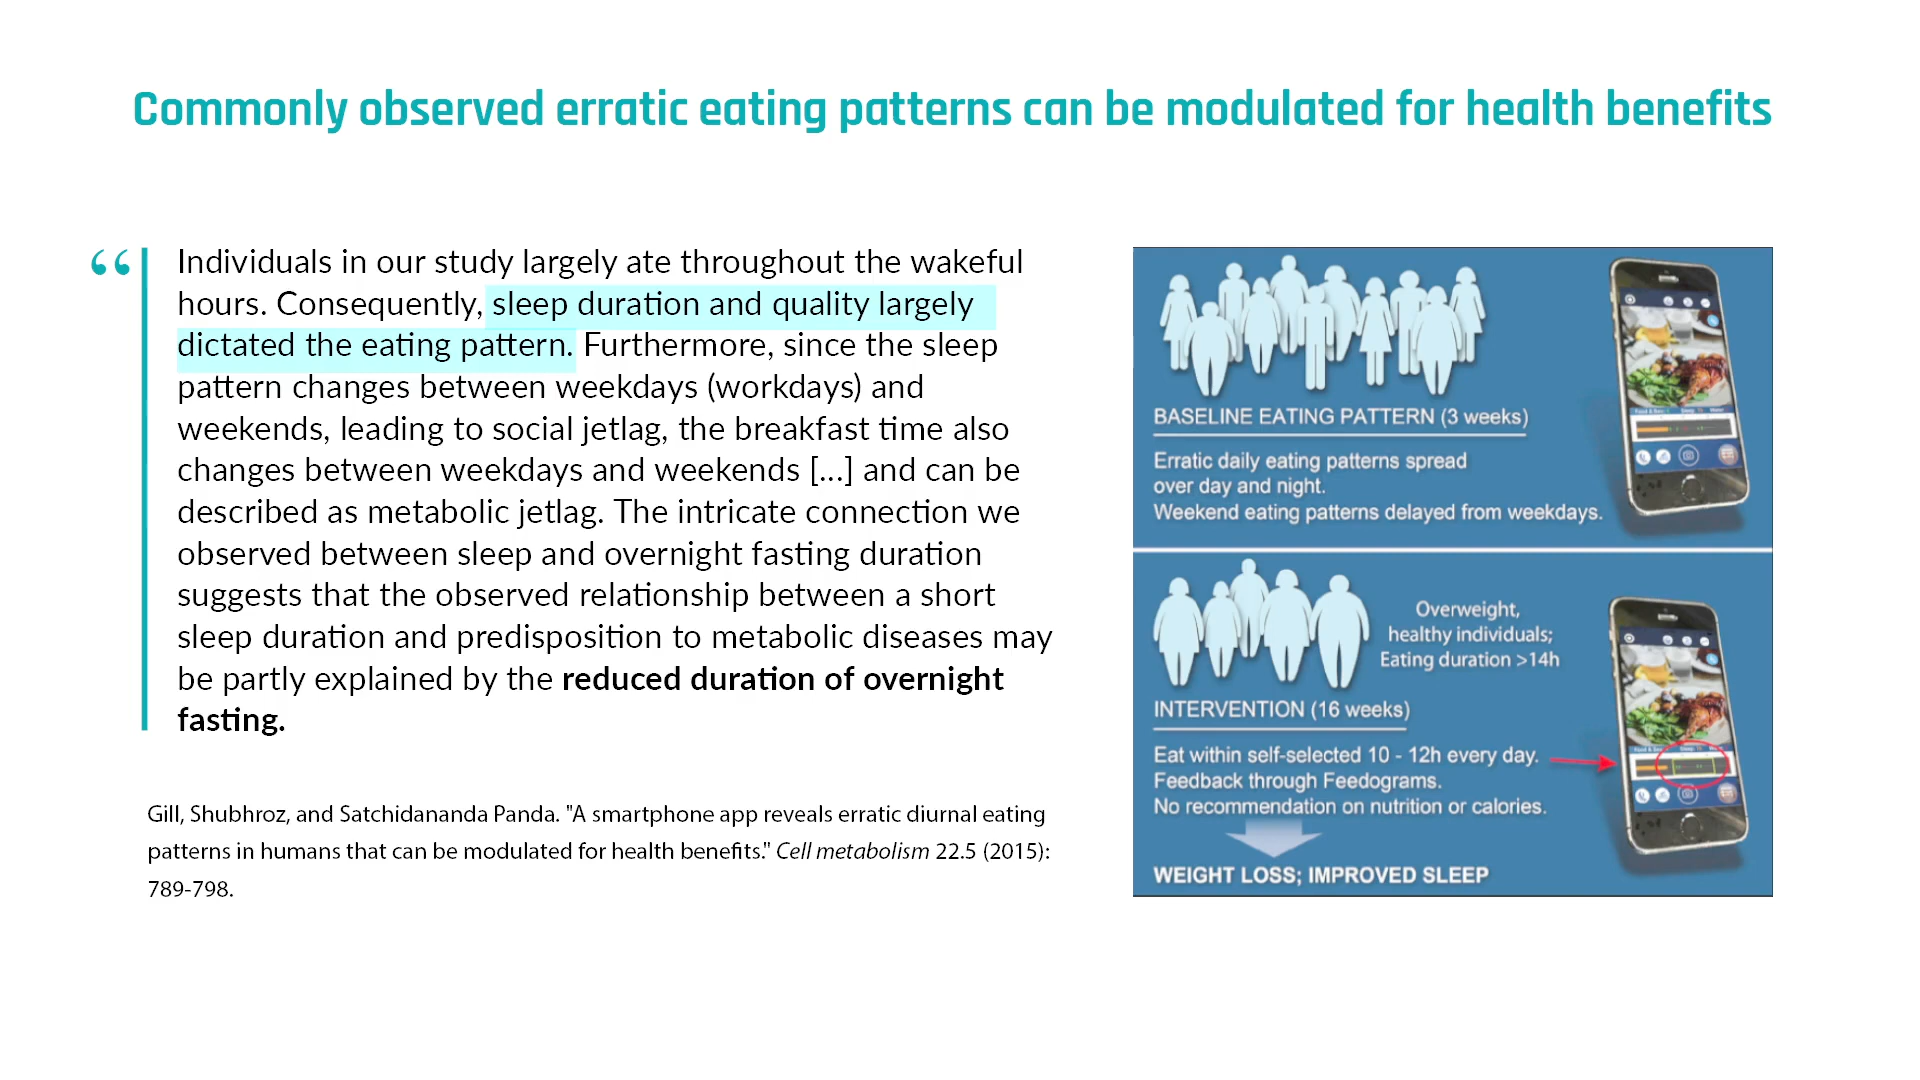 Commonly observed erratic eating patterns can be modulated for health benefits
“
Individuals in our study largely ate throughout the wakeful
hours. Consequently, sleep duration and quality largely
dictated the eating pattern. Furthermore, since the sleep
pattern changes between weekdays (workdays) and
weekends, leading to social jetlag, the breakfast time also
changes between weekdays and weekends [...] and can be
described as metabolic jetlag. The intricate connection we
observed between sleep and overnight fasting duration
suggests that the observed relationship between a short
sleep duration and predisposition to metabolic diseases may
be partly explained by the reduced duration of overnight
fasting.
Gill, Shubhroz, and Satchidananda Panda. "A smartphone app reveals erratic diurnal eating
patterns in humans that can be modulated for health benefits." Cell metabolism 22.5 (2015):
789-798.
BASELINE EATING PATTERN (3 weeks)
Erratic daily eating patterns spread
over day and night.
Weekend eating patterns delayed from weekdays.
Overweight,
healthy individuals;
Eating duration >14h
INTERVENTION (16 weeks)
Eat within self-selected 10 - 12h every day.
Feedback through Feedograms.
No recommendation on nutrition or calories.
WEIGHT LOSS; IMPROVED SLEEP